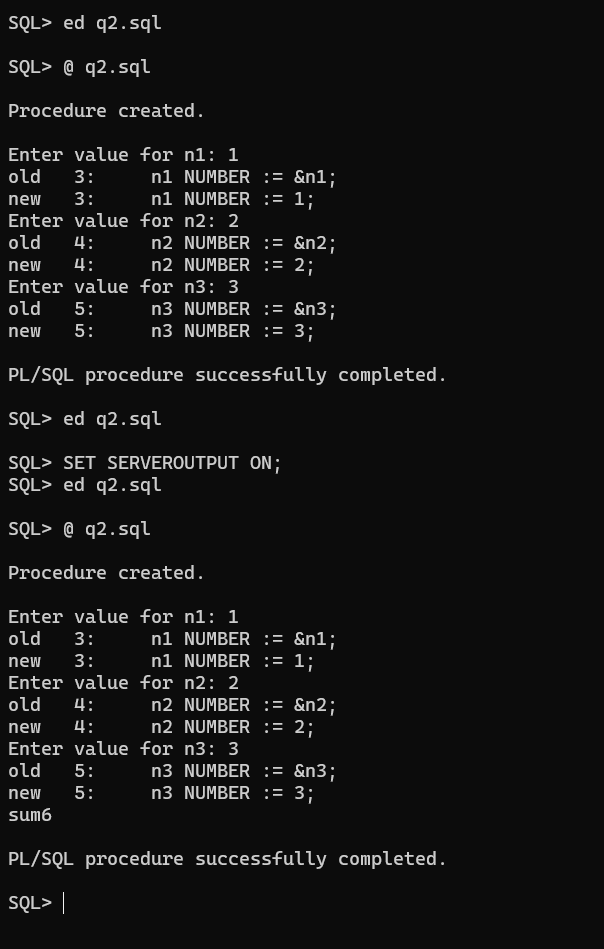 SQL> ed q2.sql
SQL> @ q2.sql
Procedure created.
Enter value for n1: 1
old   3:     n1 NUMBER := &n1;
new   3:     n1 NUMBER := 1;
Enter value for n2: 2
old   4:     n2 NUMBER := &n2;
new   4:     n2 NUMBER := 2;
Enter value for n3: 3
old   5:     n3 NUMBER := &n3;
new   5:     n3 NUMBER := 3;
PL/SQL procedure successfully completed.
SQL> ed q2.sql
SQL> SET SERVEROUTPUT ON;
SQL> ed q2.sql
SQL> @ q2.sql
Procedure created.
Enter value for n1: 1
old   3:     n1 NUMBER := &n1;
new   3:     n1 NUMBER := 1;
Enter value for n2: 2
old   4:     n2 NUMBER := &n2;
new   4:     n2 NUMBER := 2;
Enter value for n3: 3
old   5:     n3 NUMBER := &n3;
new   5:     n3 NUMBER := 3;
sum6
PL/SQL procedure successfully completed.
SQL>